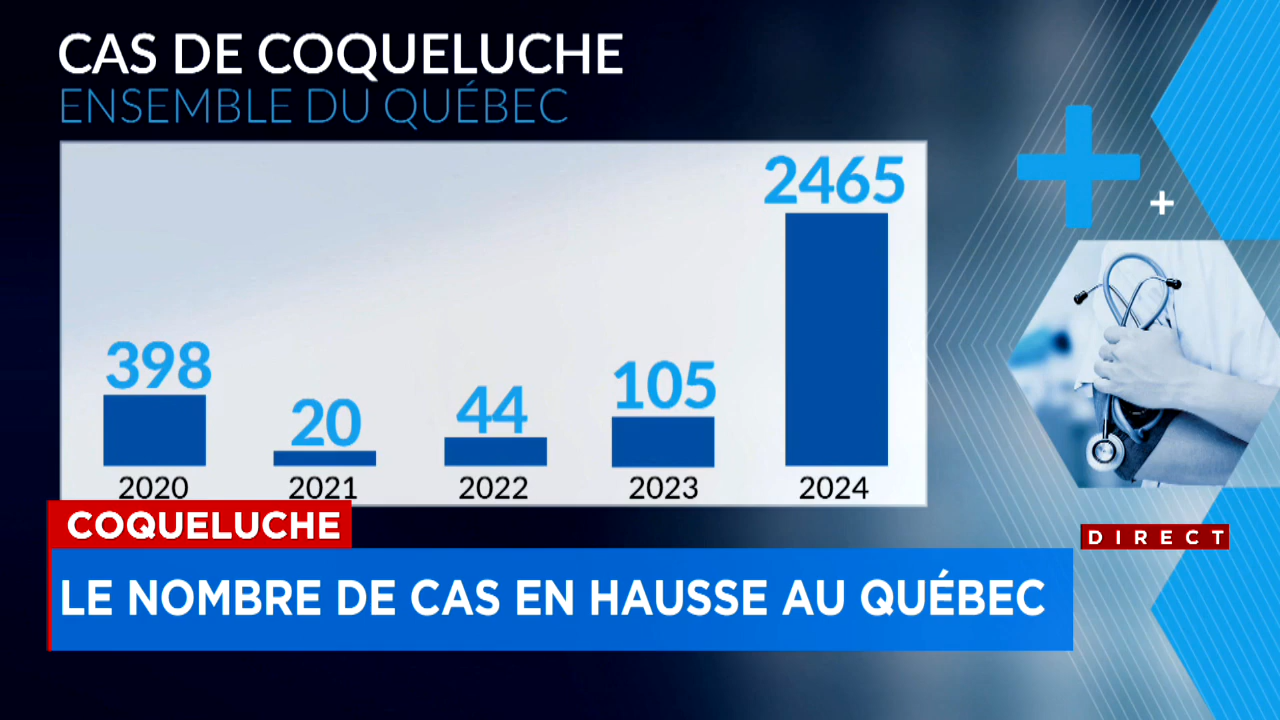 CAS DE COQUELUCHE
ENSEMBLE DU QUÉBEC
398
20
44
105
2465
2020
2021
2022
2023
2024
COQUELUCHE
DIRECT
LE NOMBRE DE CAS EN HAUSSE AU QUÉBEC